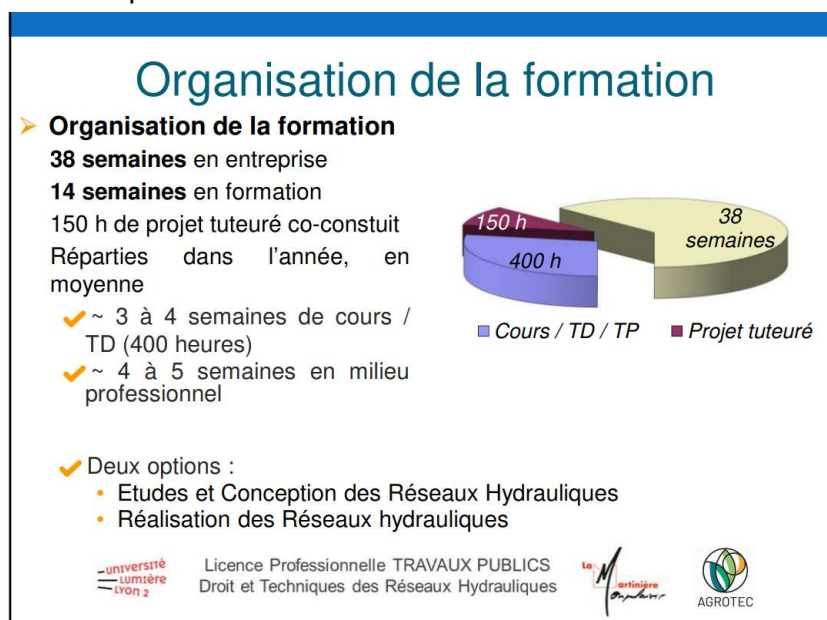 Organisation de la formation
➢ Organisation de la formation
38 semaines en entreprise
14 semaines en formation
150 h de projet tuteuré co-constuit
Réparties dans l'année, en
moyenne
✔ ~ 3 à 4 semaines de cours /
TD (400 heures)
✔ ~ 4 à 5 semaines en milieu
professionnel
150 h
400 h
38
semaines
Cours / TD / TP
Projet tuteuré
✔ Deux options :
• Etudes et Conception des Réseaux Hydrauliques
• Réalisation des Réseaux hydrauliques
UNIVERSITÉ
LUMIÈRE
LYON 2
Licence Professionnelle TRAVAUX PUBLICS
Droit et Techniques des Réseaux Hydrauliques
La
Martinière
Monplaisir
AGROTEC